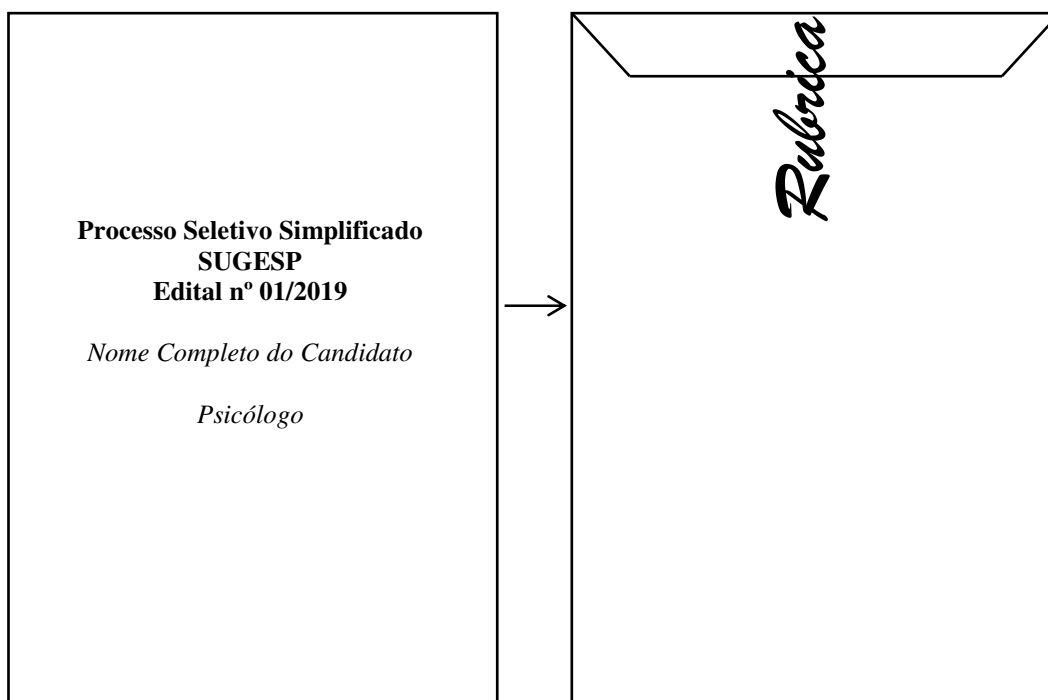 Processo Seletivo Simplificado
SUGESP
Edital nº 01/2019
Nome Completo do Candidato
Psicólogo
Rubrica